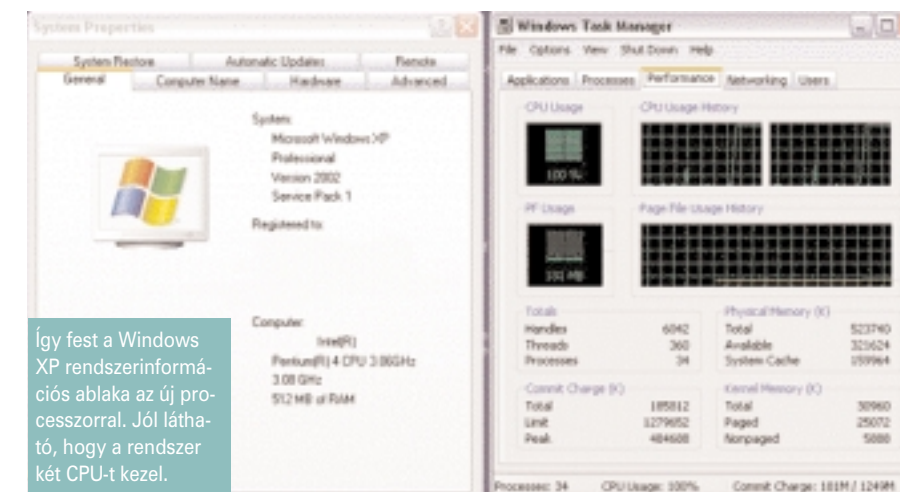 System Properties
System Restore Automatic Updates Remote
General Computer Name Hardware Advanced
System:
Microsoft Windows XP
Professional
Version 2002
Service Pack 1
Registered to:
Computer:
Intel(R)
Pentium(R) 4 CPU 3.06GHz
3.08 GHz
512 MB of RAM
Így fest a Windows
XP rendszerinformá-
ciós ablaka az új pro-
cesszorral. Jól látha-
tó, hogy a rendszer
két CPU-t kezel.
Windows Task Manager
File Options View Shut Down Help
Applications Processes Performance Networking Users
CPU Usage CPU Usage History
100 %
PF Usage Page File Usage History
181 MB
Totals
Handles 6042
Threads 360
Processes 34
Physical Memory (K)
Total 523740
Available 321624
System Cache
Commit Charge (K)
Total 185812
Limit 1279652
Peak 484688
Kernel Memory (K)
Total 30960
Paged 25072
Nonpaged 5888
Processes: 34 CPU Usage: 100% Commit Charge: 181M / 1249M